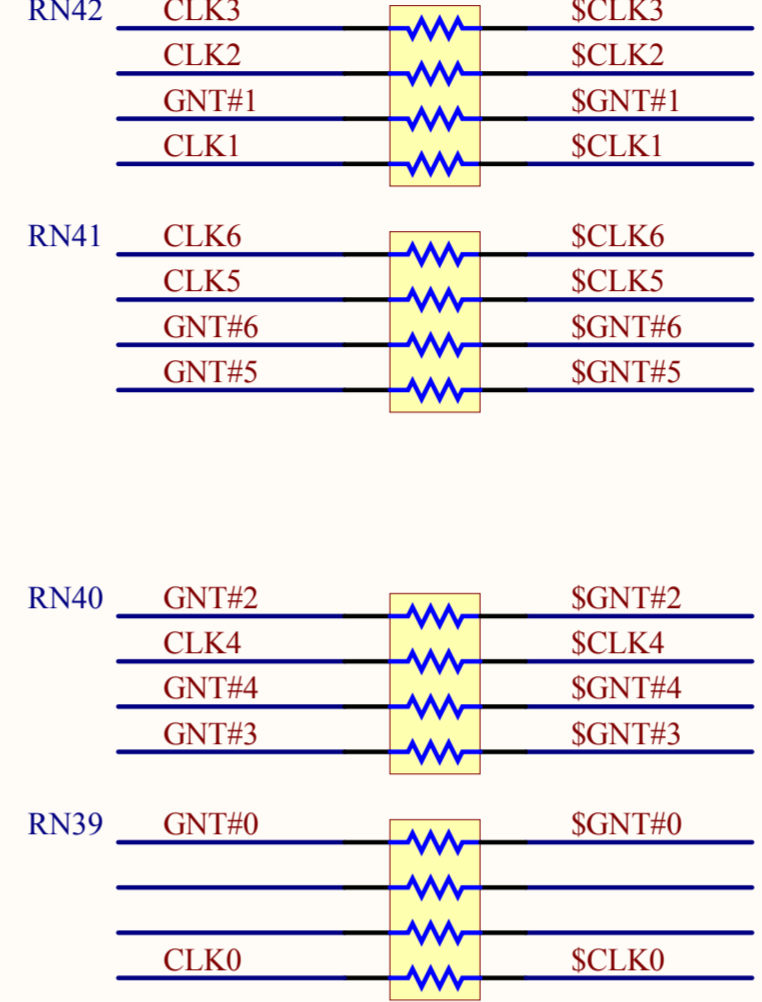 RN42 CLK3 $CLK3
CLK2 $CLK2
GNT#1 $GNT#1
CLK1 $CLK1
RN41 CLK6 $CLK6
CLK5 $CLK5
GNT#6 $GNT#6
GNT#5 $GNT#5
RN40 GNT#2 $GNT#2
CLK4 $CLK4
GNT#4 $GNT#4
GNT#3 $GNT#3
RN39 GNT#0 $GNT#0
CLK0 $CLK0